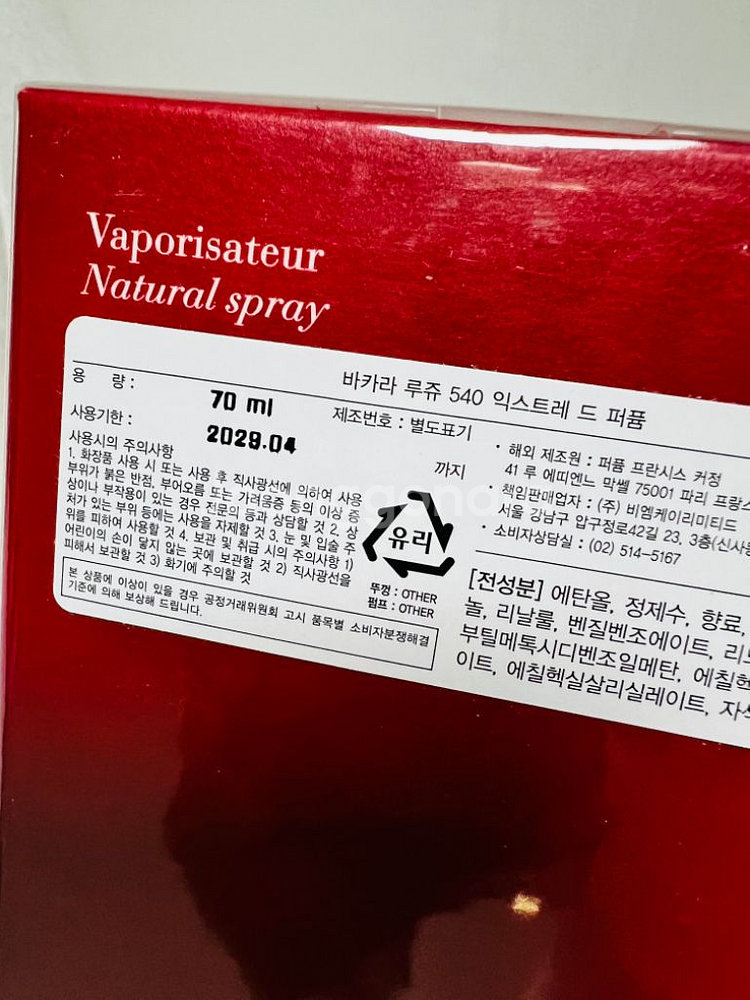 Vaporisateur
Natural spray
바카라 루쥬 540 익스트레 드 퍼퓸
용 량 : 70 ml
제조번호 : 별도표기
사용기한 : 2029.04 까지
사용시의 주의사항
1. 화장품 사용 시 또는 사용 후 직사광선에 의하여 사용
부위가 붉은 반점, 부어오름 또는 가려움증 등의 이상 증
상이나 부작용이 있는 경우 전문의 등과 상담할 것 2. 상
처가 있는 부위 등에는 사용을 자제할 것 3. 눈 및 입술 주
위를 피하여 사용할 것 4. 보관 및 취급 시의 주의사항 1)
어린이의 손이 닿지 않는 곳에 보관할 것 2) 직사광선을
피해서 보관할 것 3) 화기에 주의할 것
본 상품에 이상이 있을 경우 공정거래위원회 고시 품목별 소비자분쟁해결
기준에 의해 보상해 드립니다.
유리
뚜껑 : OTHER
펌프 : OTHER
• 해외 제조원 : 퍼퓸 프란시스 커정
41 루 에띠엔느 막쎌 75001 파리 프랑
• 책임판매업자 : (주) 비엠케이리미티드
서울 강남구 압구정로42길 23, 3층(신사
• 소비자상담실 : (02) 514-5167
[전성분] 에탄올, 정제수, 향료,
놀, 리날룰, 벤질벤조에이트, 리
부틸메톡시디벤조일메탄, 에칠헥
이트, 에칠헥실살리실레이트, 자